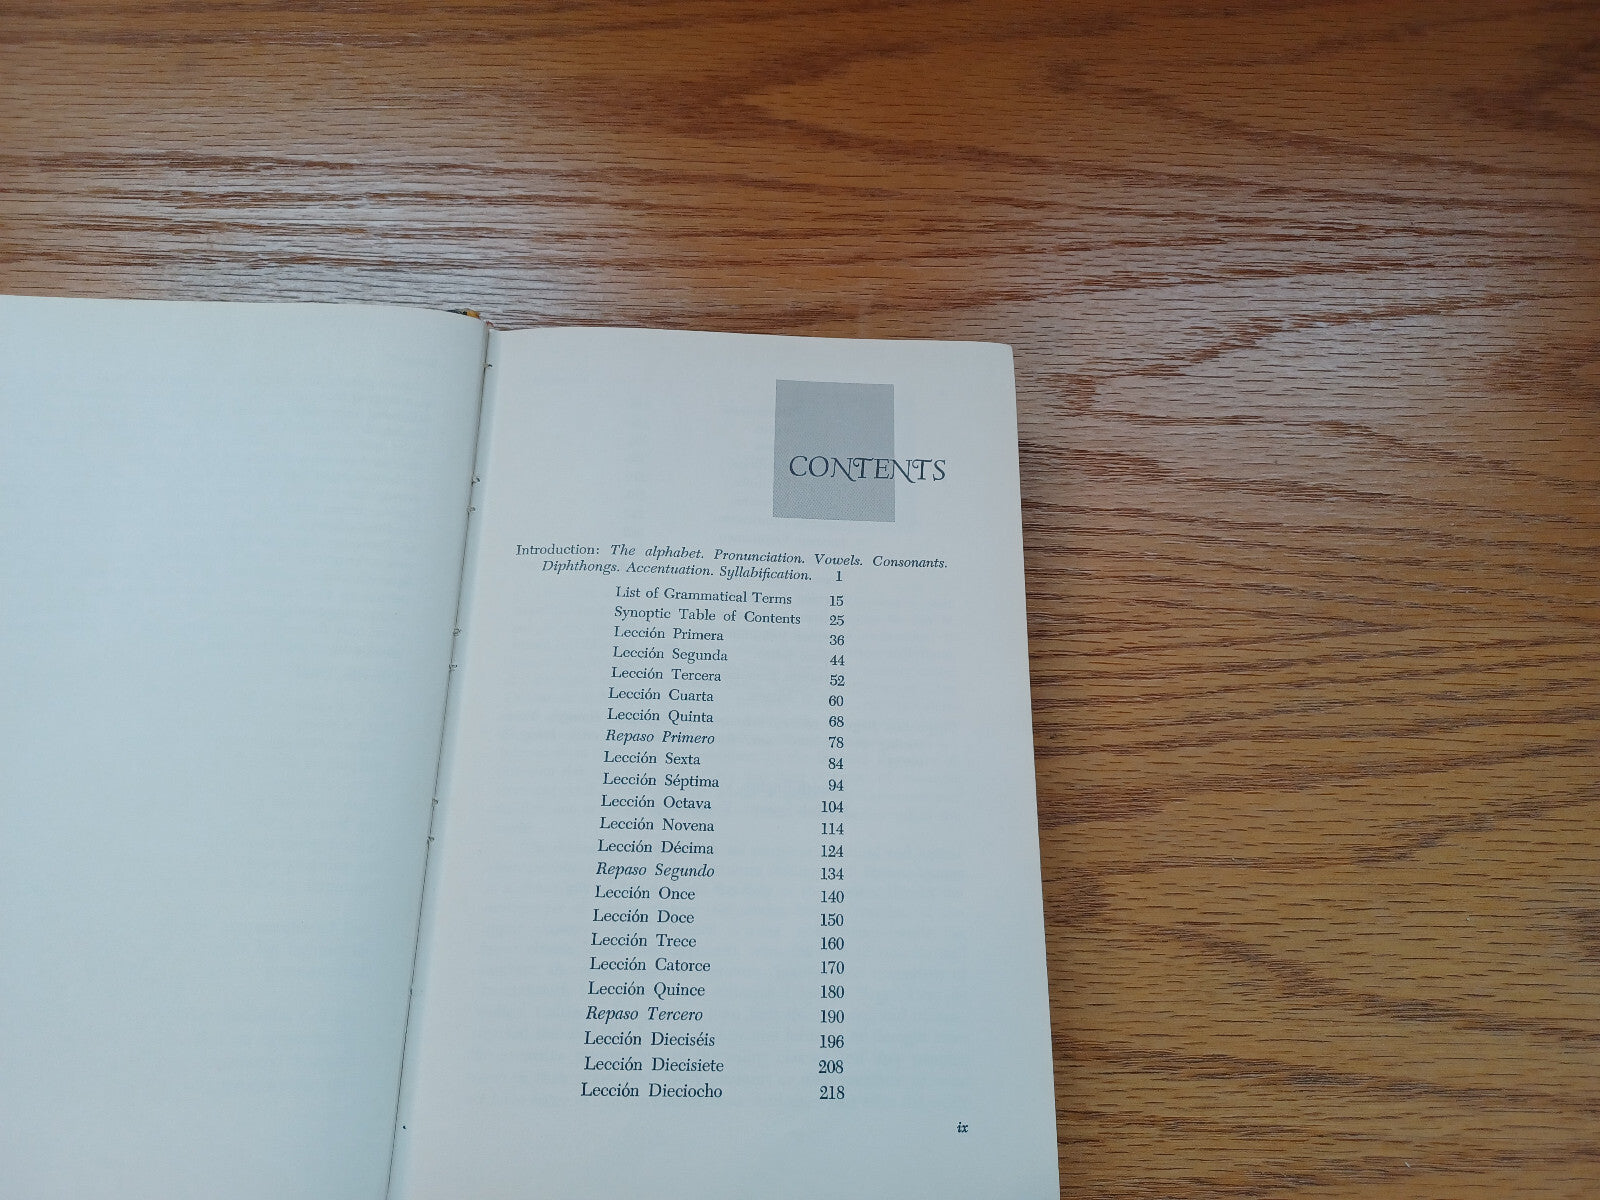 CONTENTS
Introduction: The alphabet. Pronunciation. Vowels. Consonants.
Diphthongs. Accentuation. Syllabification. 1
List of Grammatical Terms 15
Synoptic Table of Contents 25
Lección Primera 36
Lección Segunda 44
Lección Tercera 52
Lección Cuarta 60
Lección Quinta 68
Repaso Primero 78
Lección Sexta 84
Lección Séptima 94
Lección Octava 104
Lección Novena 114
Lección Décima 124
Repaso Segundo 134
Lección Once 140
Lección Doce 150
Lección Trece 160
Lección Catorce 170
Lección Quince 180
Repaso Tercero 190
Lección Dieciséis 196
Lección Diecisiete 208
Lección Dieciocho 218
ix